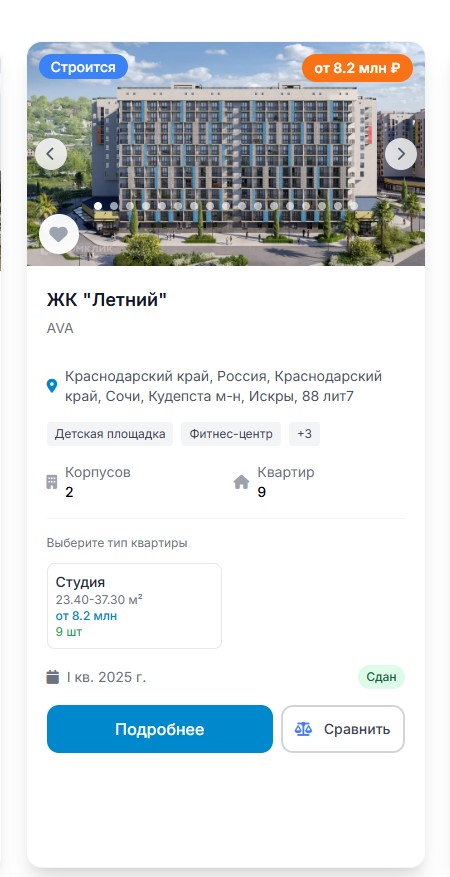 Строится
от 8.2 млн ₽
ЖК "Летний"
AVA
Краснодарский край, Россия, Краснодарский
край, Сочи, Кудепста м-н, Искры, 88 лит7
Детская площадка
Фитнес-центр
+3
Корпусов
2
Квартир
9
Выберите тип квартиры
Студия
23.40-37.30 м²
от 8.2 млн
9 шт
I кв. 2025 г.
Сдан
Подробнее
Сравнить